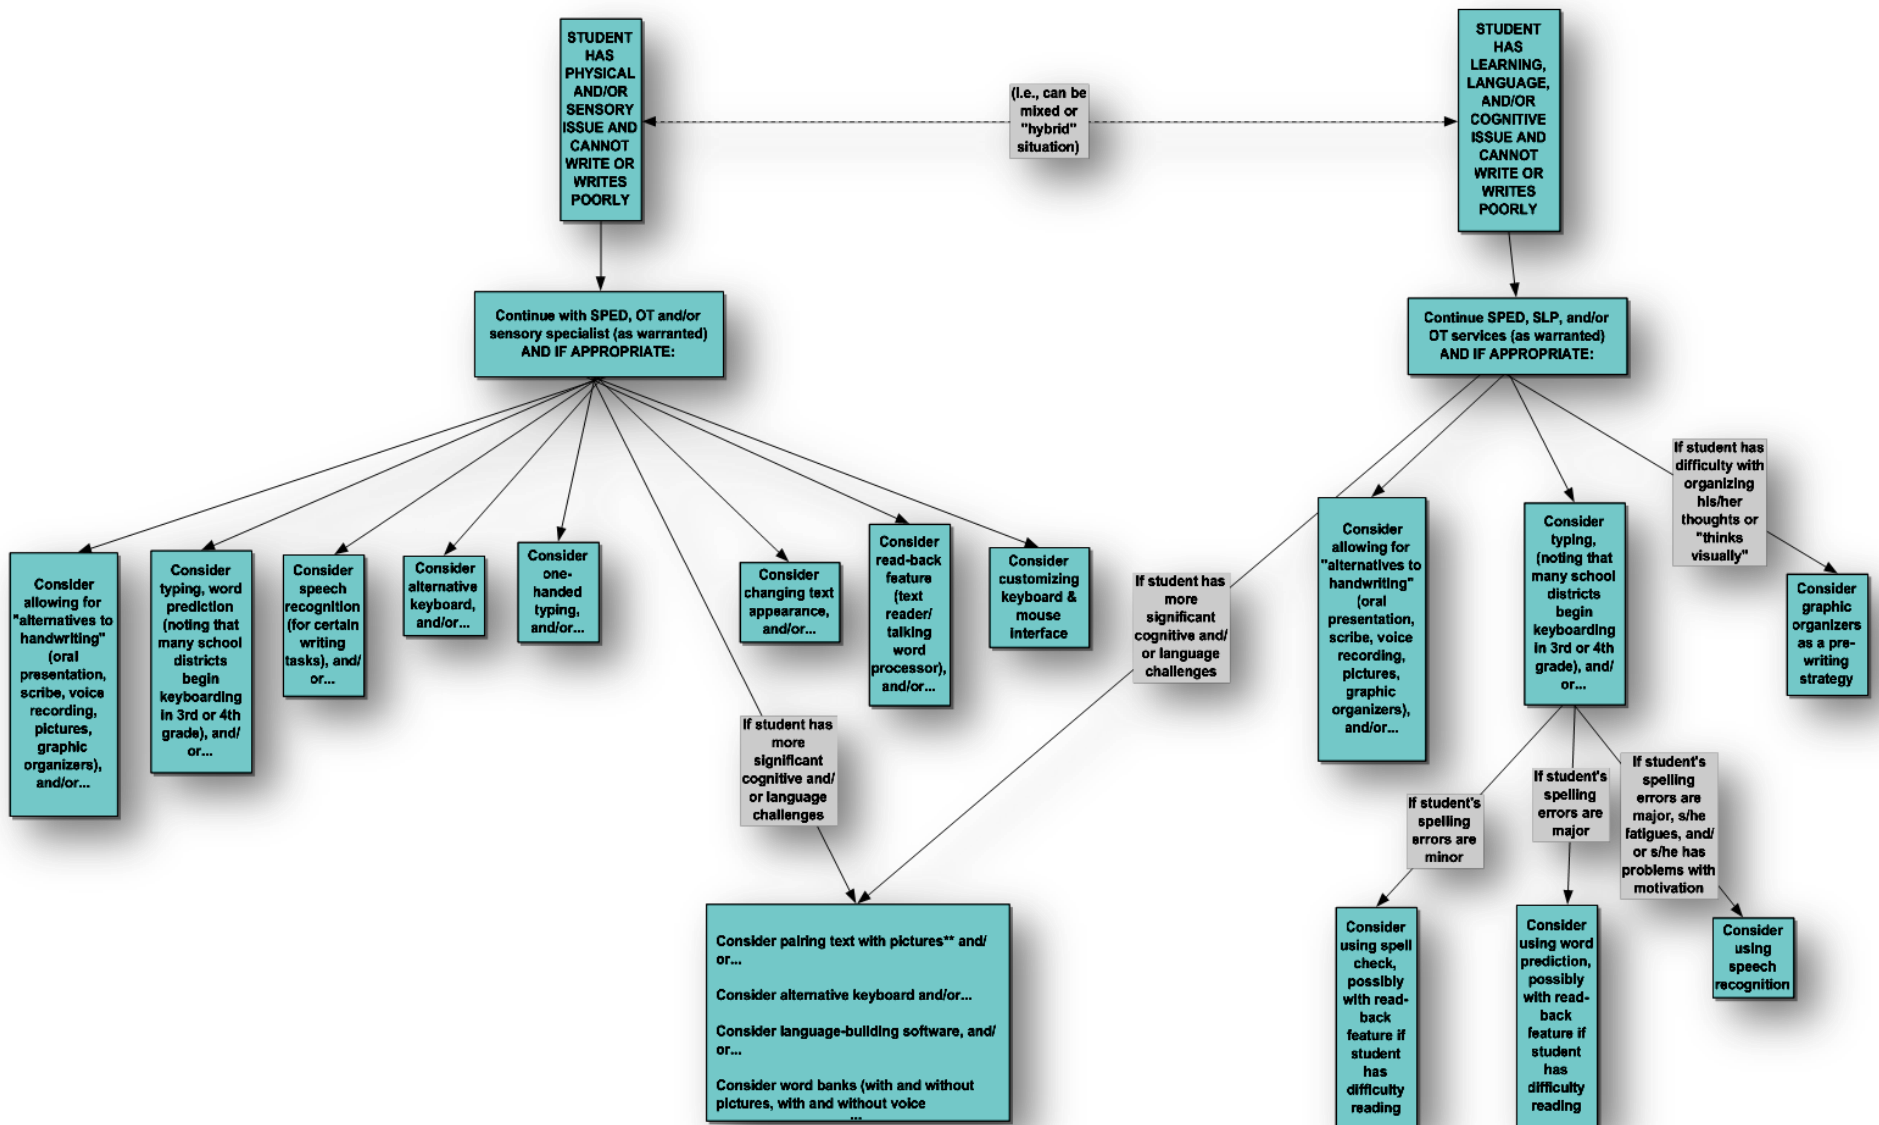 STUDENT
HAS
PHYSICAL
AND/OR
SENSORY
ISSUE AND
CANNOT
WRITE OR
WRITES
POORLY
(i.e., can be
mixed or
"hybrid"
situation)
STUDENT
HAS
LEARNING,
LANGUAGE,
AND/OR
COGNITIVE
ISSUE AND
CANNOT
WRITE OR
WRITES
POORLY
Continue with SPED, OT and/or
sensory specialist (as warranted)
AND IF APPROPRIATE:
Continue SPED, SLP, and/or
OT services (as warranted)
AND IF APPROPRIATE:
Consider
allowing for
"alternatives to
handwriting"
(oral
presentation,
scribe, voice
recording,
pictures,
graphic
organizers),
and/or...
Consider
typing, word
prediction
(noting that
many school
districts
begin
keyboarding
in 3rd or 4th
grade), and/
or...
Consider
speech
recognition
(for certain
writing
tasks), and/
or...
Consider
alternative
keyboard,
and/or...
Consider
one-
handed
typing,
and/or...
Consider
changing text
appearance,
and/or...
Consider
read-back
feature
(text
reader/
talking
word
processor),
and/or...
Consider
customizing
keyboard &
mouse
interface
If student has
more
significant
cognitive and/
or language
challenges
If student has
more
significant
cognitive and/
or language
challenges
Consider
allowing for
"alternatives to
handwriting"
(oral
presentation,
scribe, voice
recording,
pictures,
graphic
organizers),
and/or...
Consider
typing,
(noting that
many school
districts
begin
keyboarding
in 3rd or 4th
grade), and/
or...
If student has
difficulty with
organizing
his/her
thoughts or
"thinks
visually"
Consider
graphic
organizers
as a pre-
writing
strategy
If student's
spelling
errors are
minor
If student's
spelling
errors are
major
If student's
spelling
errors are
major, s/he
fatigues, and/
or s/he has
problems with
motivation
Consider pairing text with pictures** and/
or...
Consider alternative keyboard and/or...
Consider language-building software, and/
or...
Consider word banks (with and without
pictures, with and without voice
...
Consider
using spell
check,
possibly
with read-
back
feature if
student
has
difficulty
reading
Consider
using word
prediction,
possibly
with read-
back
feature if
student
has
difficulty
reading
Consider
using
speech
recognition